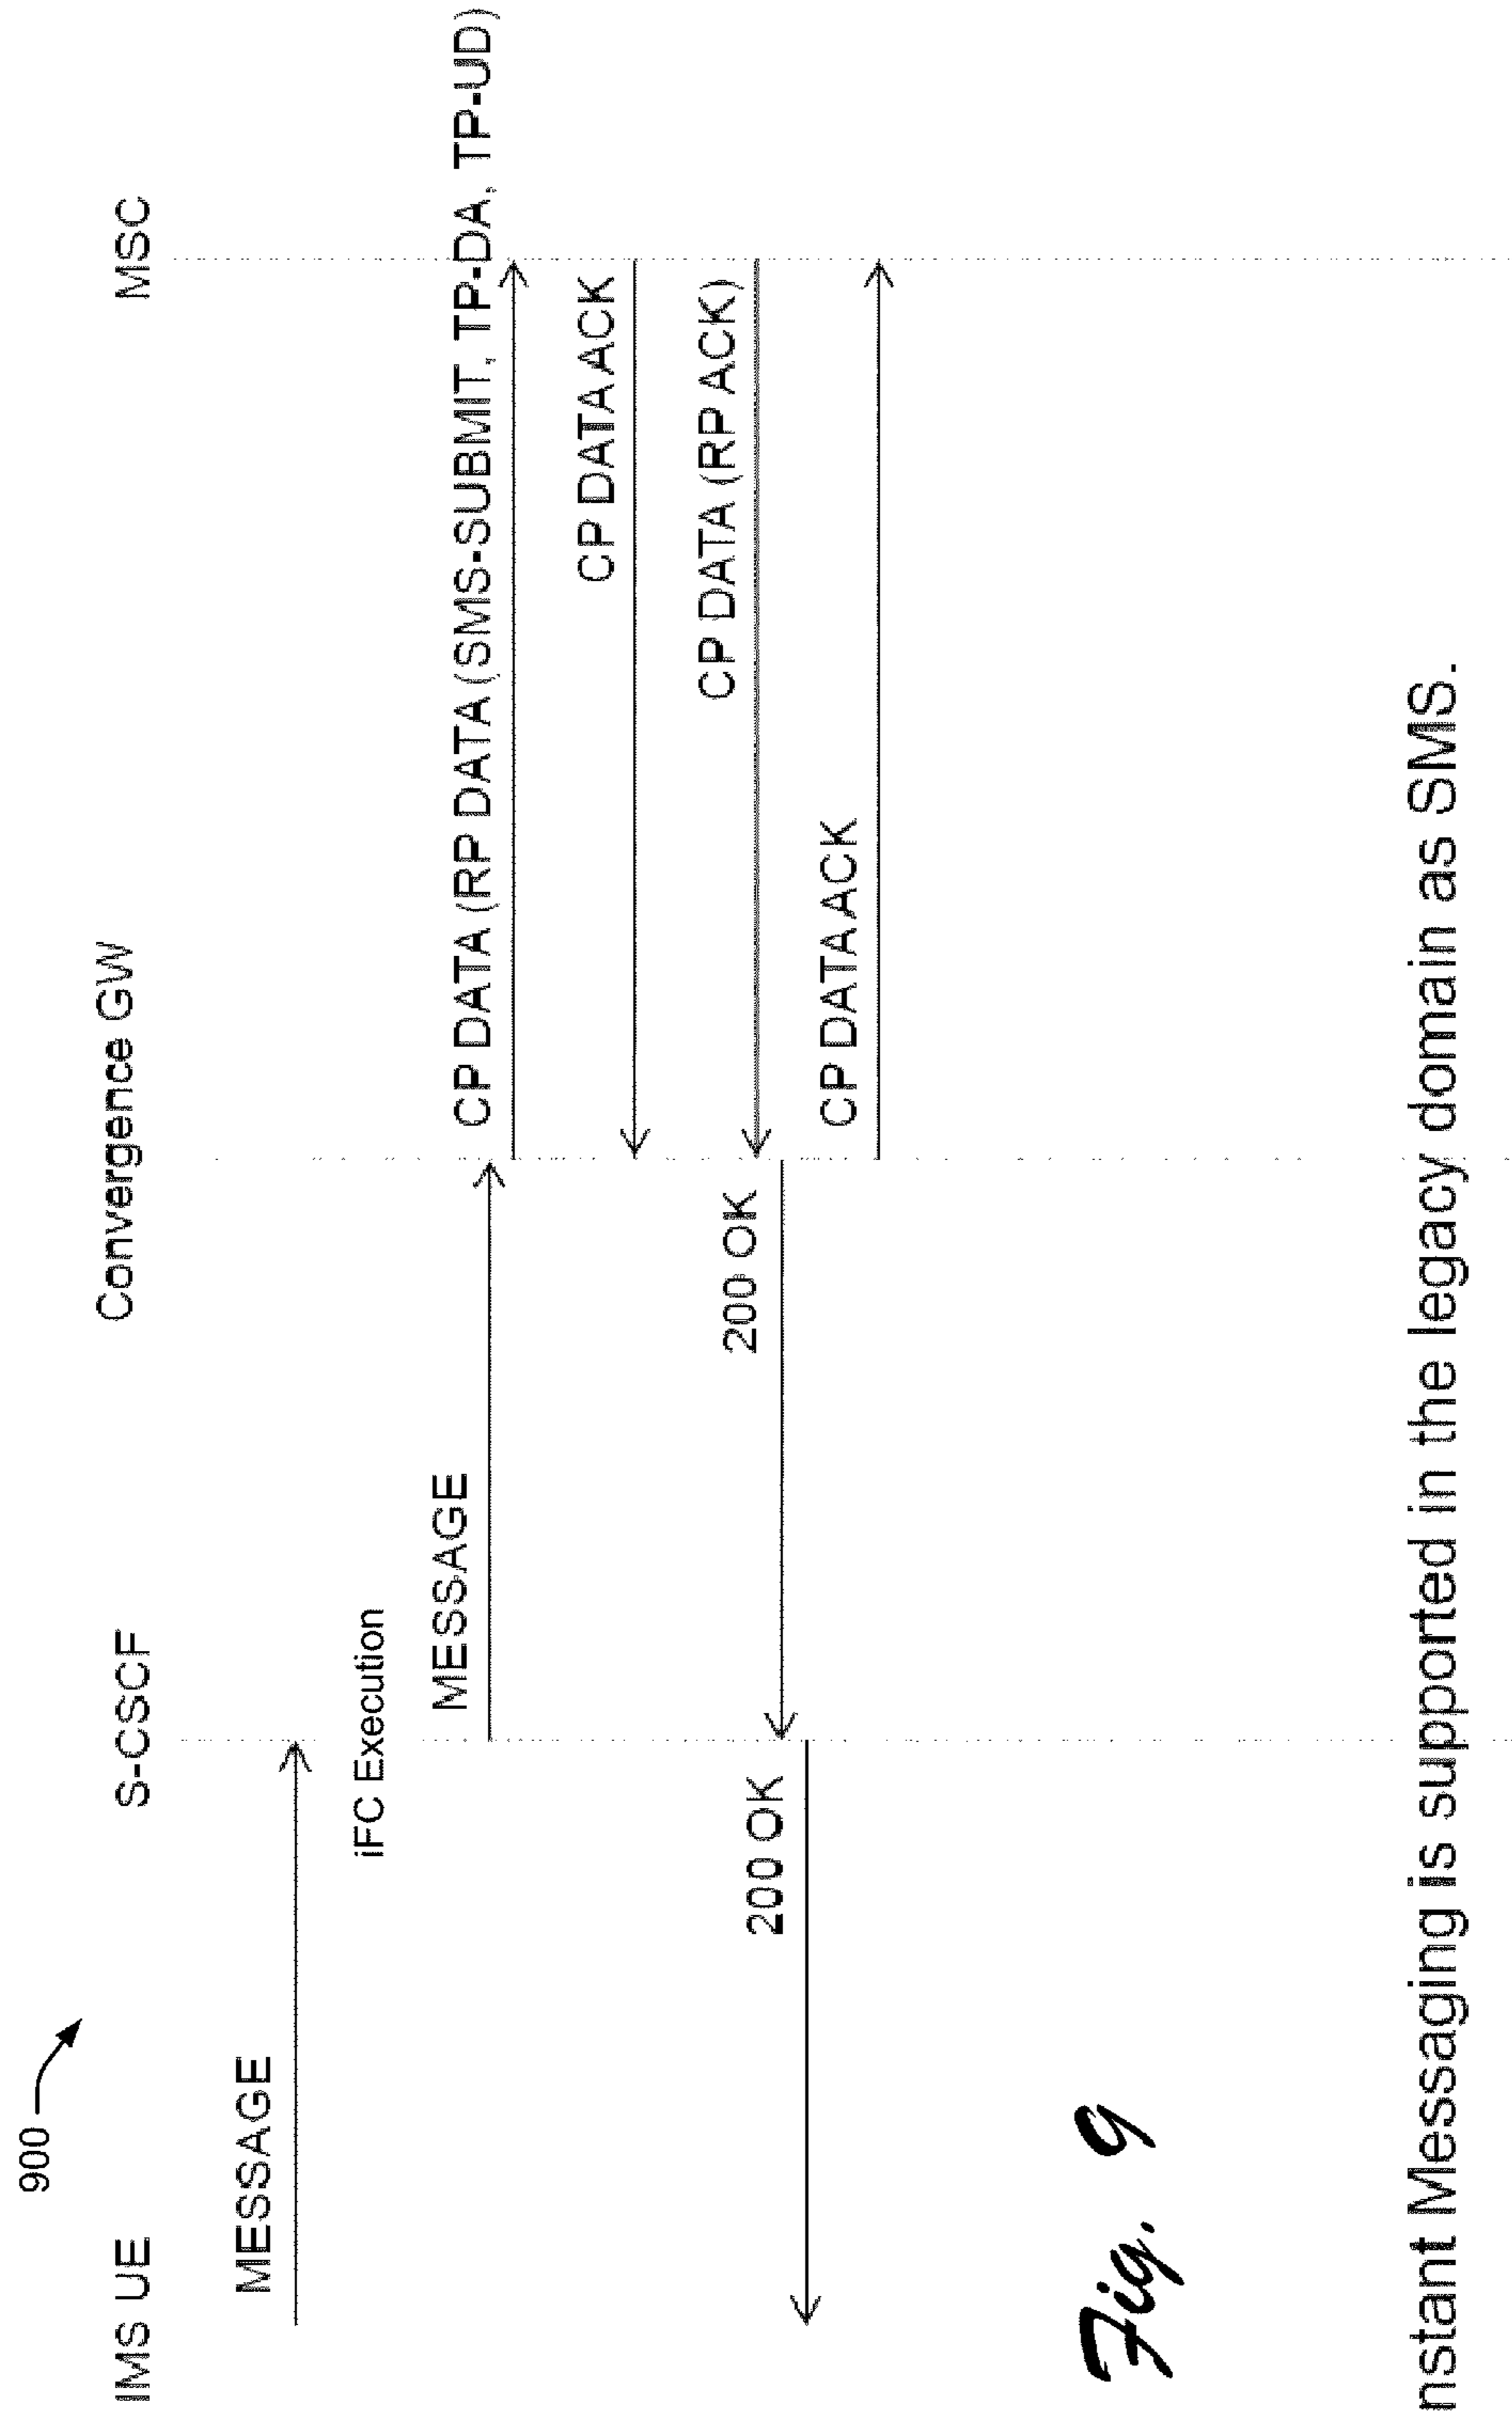 900
IMS UE S-CSCF Convergence GW MSC
MESSAGE
iFC Execution
MESSAGE
CP DATA (RP DATA (SMS-SUBMIT, TP-DA, TP-UD)
CP DATA ACK
CP DATA (RP ACK)
200 OK
200 OK
CP DATA ACK
Fig. 9
nstant Messaging is supported in the legacy domain as SMS.